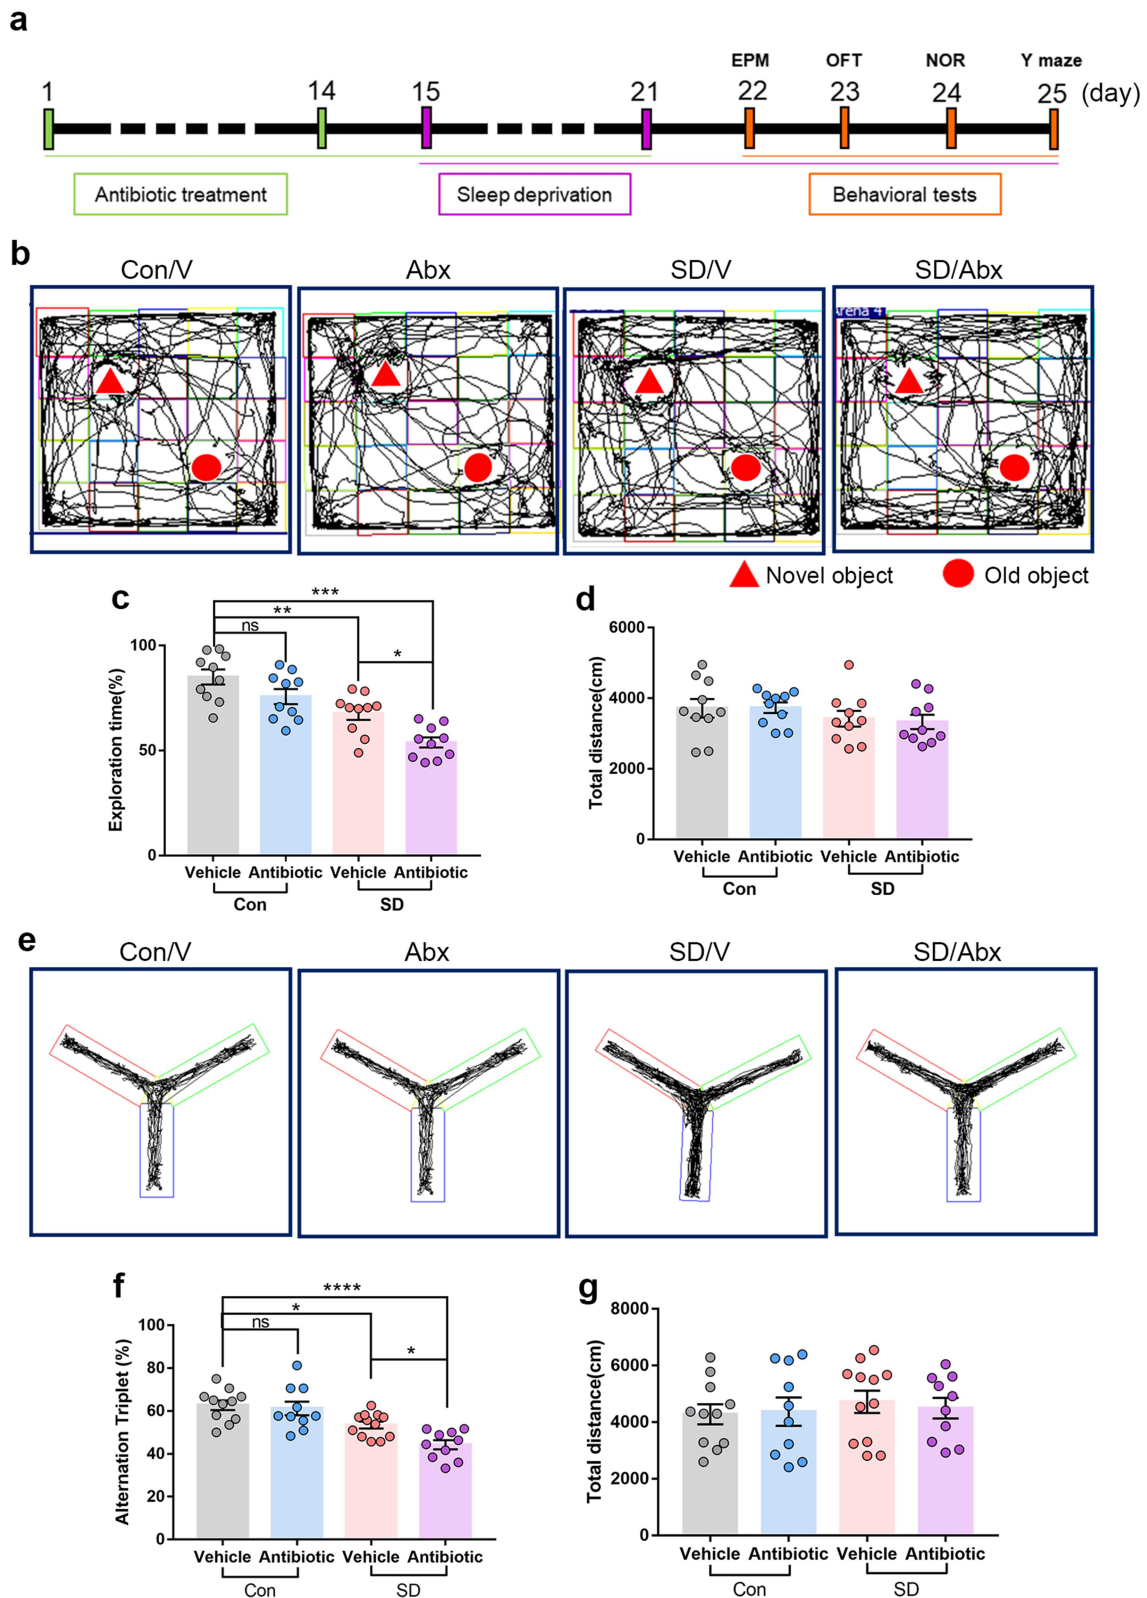 a
EPM OFT NOR Y maze
1 14 15 21 22 23 24 25 (day)
Antibiotic treatment Sleep deprivation Behavioral tests
b
Con/V Abx SD/V SD/Abx
Arena 4
Novel object Old object
c
***
**
ns
*
100
50
0
Exploration time(%)
Vehicle Antibiotic Vehicle Antibiotic
Con SD
d
6000
4000
2000
0
Total distance(cm)
Vehicle Antibiotic Vehicle Antibiotic
Con SD
e
Con/V Abx SD/V SD/Abx
f
****
*
ns
*
100
80
60
40
20
0
Alternation Triplet (%)
Vehicle Antibiotic Vehicle Antibiotic
Con SD
g
8000
6000
4000
2000
0
Total distance(cm)
Vehicle Antibiotic Vehicle Antibiotic
Con SD